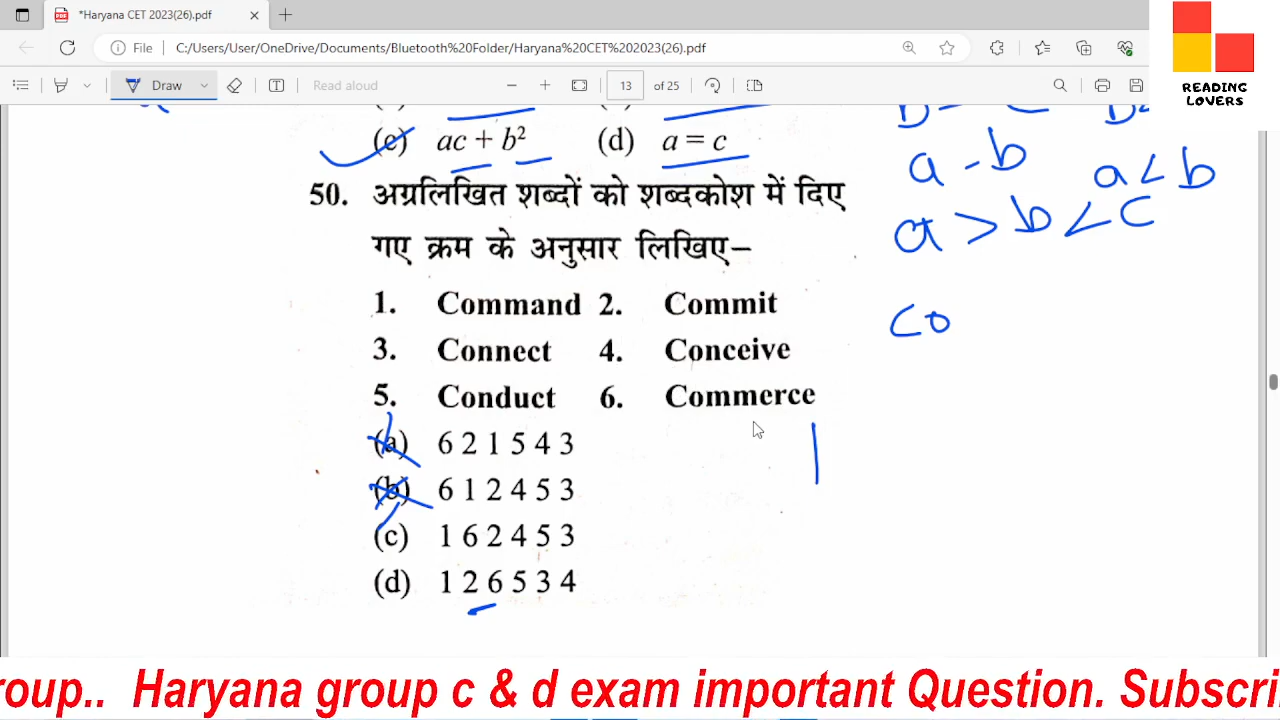 *Haryana CET 2023(26).pdf
File C:/Users/User/OneDrive/Documents/Bluetooth%20Folder/Haryana%20CET%202023(26).pdf
Draw Read aloud 13 of 25
READING
LOVERS
(c) ac + b² (d) a = c
a - b a < b
a > b < c
50. अग्रलिखित शब्दों को शब्दकोश में दिए
गए क्रम के अनुसार लिखिए–
1. Command 2. Commit
co
3. Connect 4. Conceive
5. Conduct 6. Commerce
(a) 6 2 1 5 4 3
(b) 6 1 2 4 5 3
(c) 1 6 2 4 5 3
(d) 1 2 6 5 3 4
roup.. Haryana group c & d exam important Question. Subscri